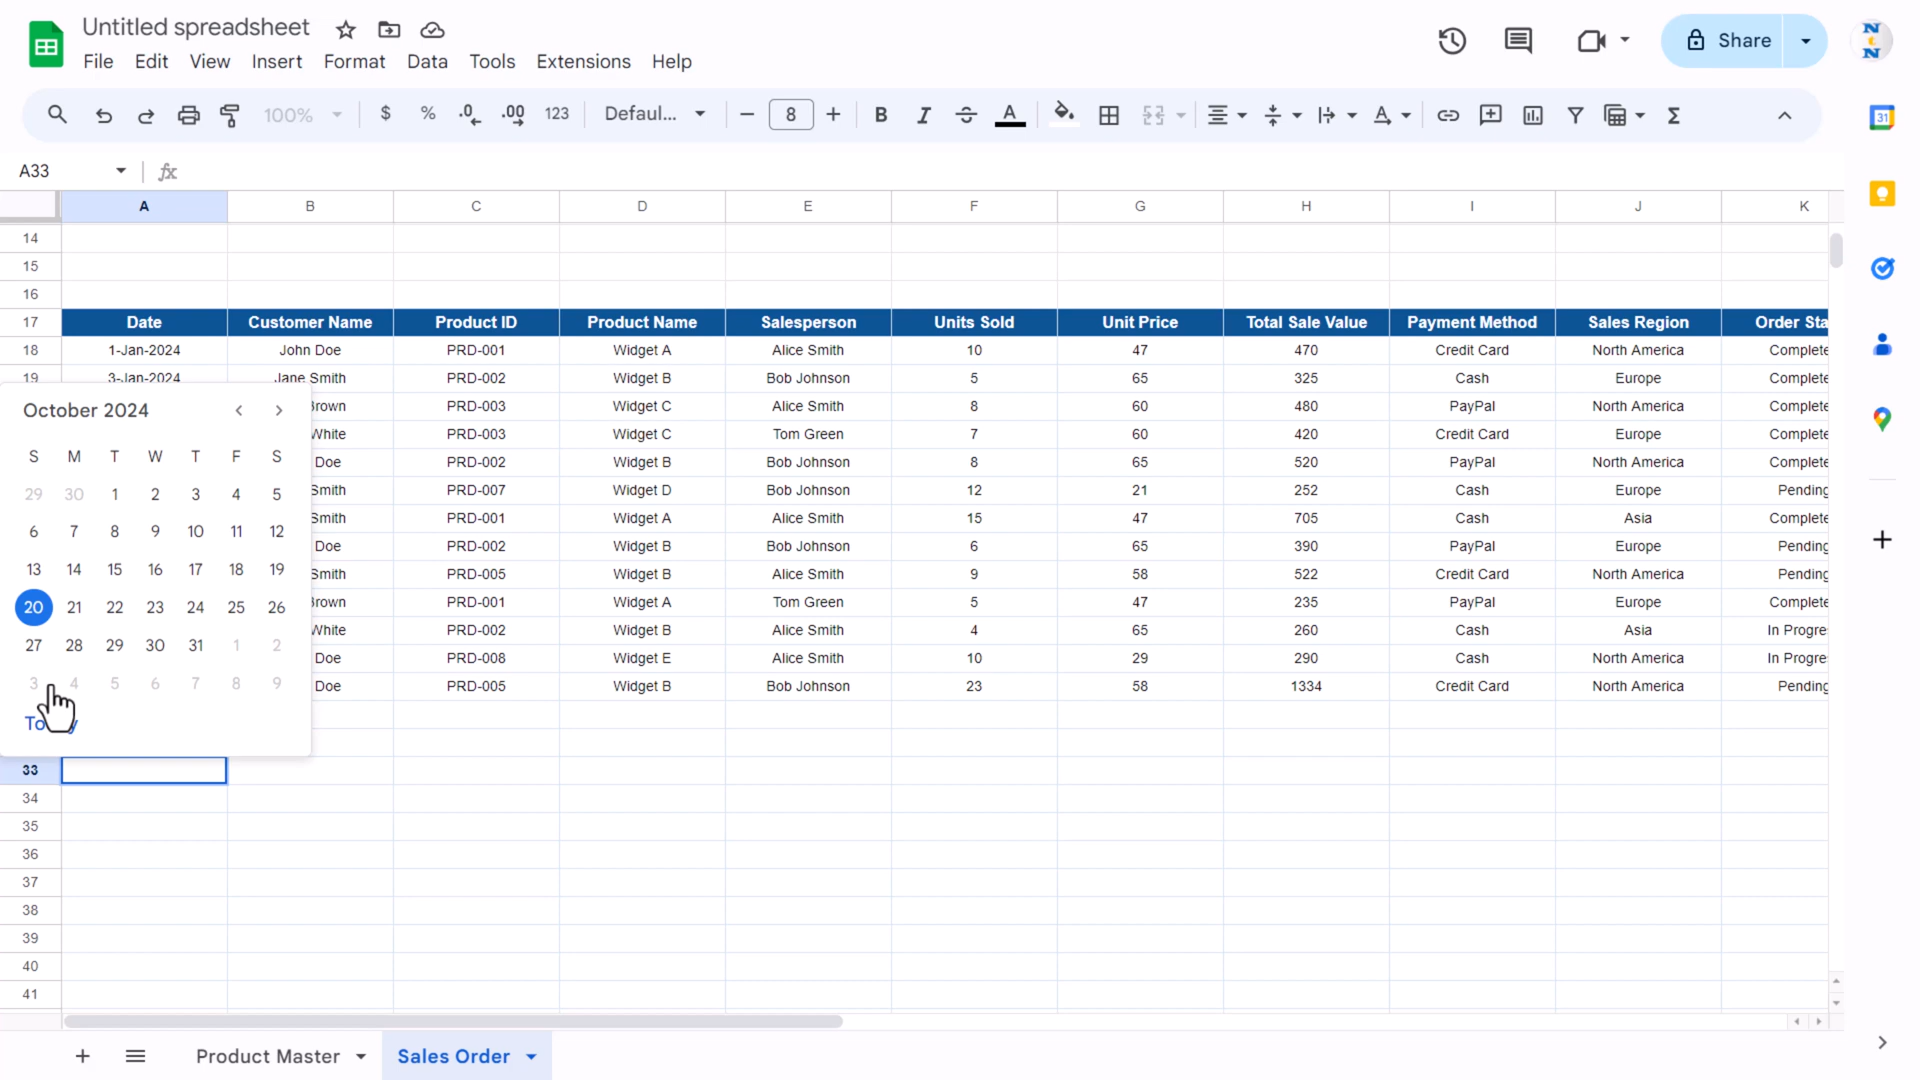 Untitled spreadsheet
File Edit View Insert Format Data Tools Extensions Help
Share
100% $ % .0 .00 123 Defaul... 8 B I A
31
A33 fx
A B C D E F G H I J K
14
15
16
17 Date Customer Name Product ID Product Name Salesperson Units Sold Unit Price Total Sale Value Payment Method Sales Region Order Sta
18 1-Jan-2024 John Doe PRD-001 Widget A Alice Smith 10 47 470 Credit Card North America Complete
19 3-Jan-2024 Jane Smith PRD-002 Widget B Bob Johnson 5 65 325 Cash Europe Complete
Brown PRD-003 Widget C Alice Smith 8 60 480 PayPal North America Complete
White PRD-003 Widget C Tom Green 7 60 420 Credit Card Europe Complete
Doe PRD-002 Widget B Bob Johnson 8 65 520 PayPal North America Complete
Smith PRD-007 Widget D Bob Johnson 12 21 252 Cash Europe Pending
Smith PRD-001 Widget A Alice Smith 15 47 705 Cash Asia Complete
Doe PRD-002 Widget B Bob Johnson 6 65 390 PayPal Europe Pending
Smith PRD-005 Widget B Alice Smith 9 58 522 Credit Card North America Pending
Brown PRD-001 Widget A Tom Green 5 47 235 PayPal Europe Complete
White PRD-002 Widget B Alice Smith 4 65 260 Cash Asia In Progre
Doe PRD-008 Widget E Alice Smith 10 29 290 Cash North America In Progre
Doe PRD-005 Widget B Bob Johnson 23 58 1334 Credit Card North America Pending
October 2024
S M T W T F S
29 30 1 2 3 4 5
6 7 8 9 10 11 12
13 14 15 16 17 18 19
20 21 22 23 24 25 26
27 28 29 30 31 1 2
3 4 5 6 7 8 9
33
34
35
36
37
38
39
40
41
Product Master Sales Order